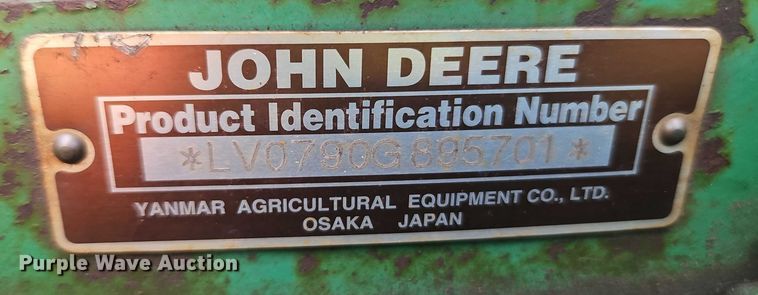 JOHN DEERE
Product Identification Number
*LV0790G895701*
YANMAR AGRICULTURAL EQUIPMENT CO., LTD.
OSAKA JAPAN
Purple Wave Auction